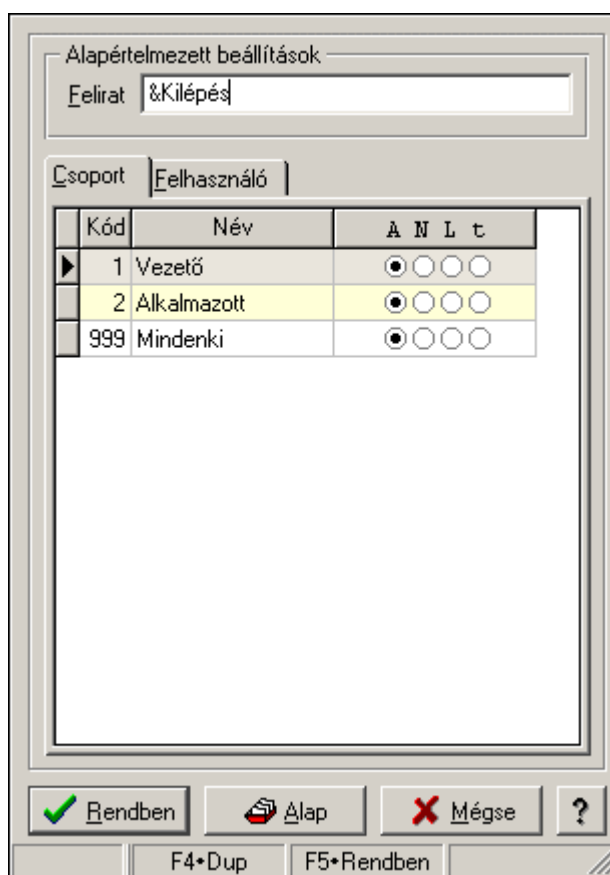 Alapértelmezett beállítások
Felirat &Kilépés
Csoport Felhasználó
Kód Név A N L t
1 Vezető
2 Alkalmazott
999 Mindenki
Rendben Alap Mégse ?
F4•Dup F5•Rendben